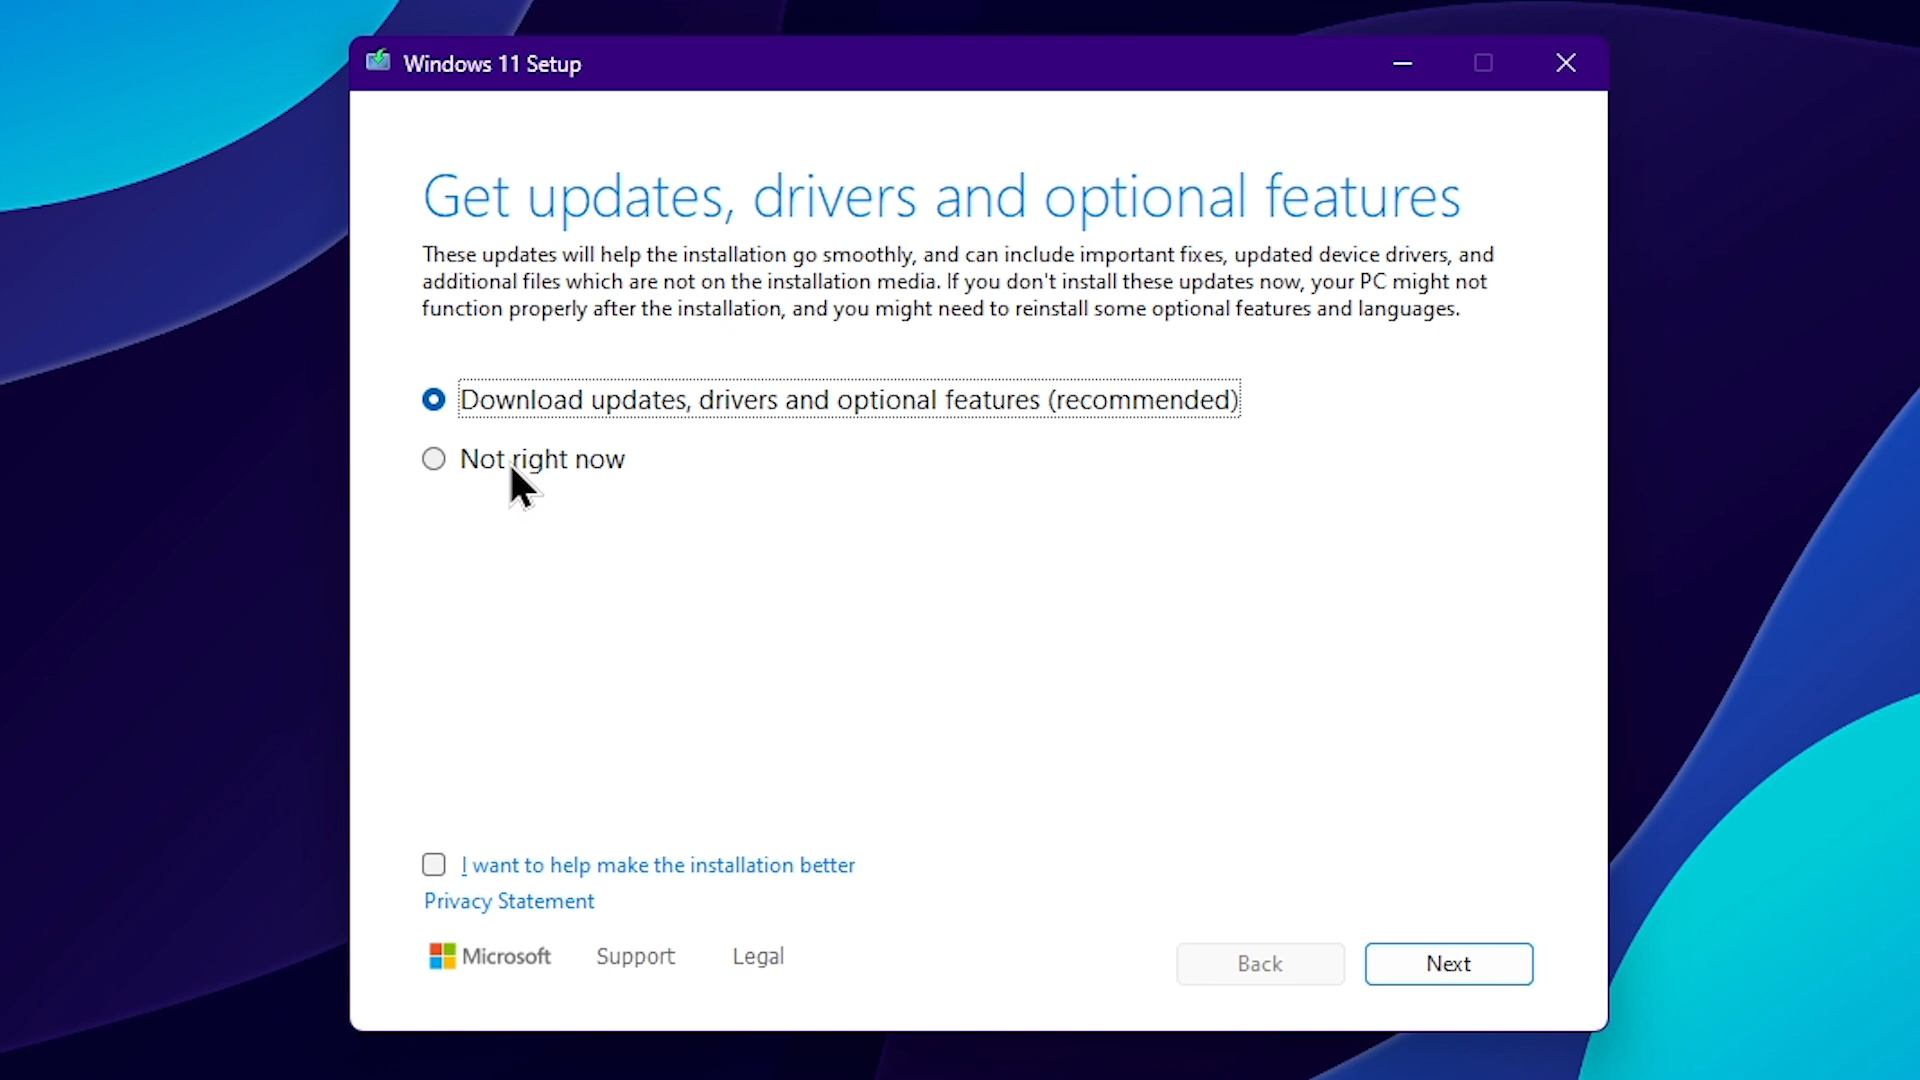 Windows 11 Setup
Get updates, drivers and optional features
These updates will help the installation go smoothly, and can include important fixes, updated device drivers, and
additional files which are not on the installation media. If you don't install these updates now, your PC might not
function properly after the installation, and you might need to reinstall some optional features and languages.
Download updates, drivers and optional features (recommended)
Not right now
I want to help make the installation better
Privacy Statement
Microsoft Support Legal
Back Next